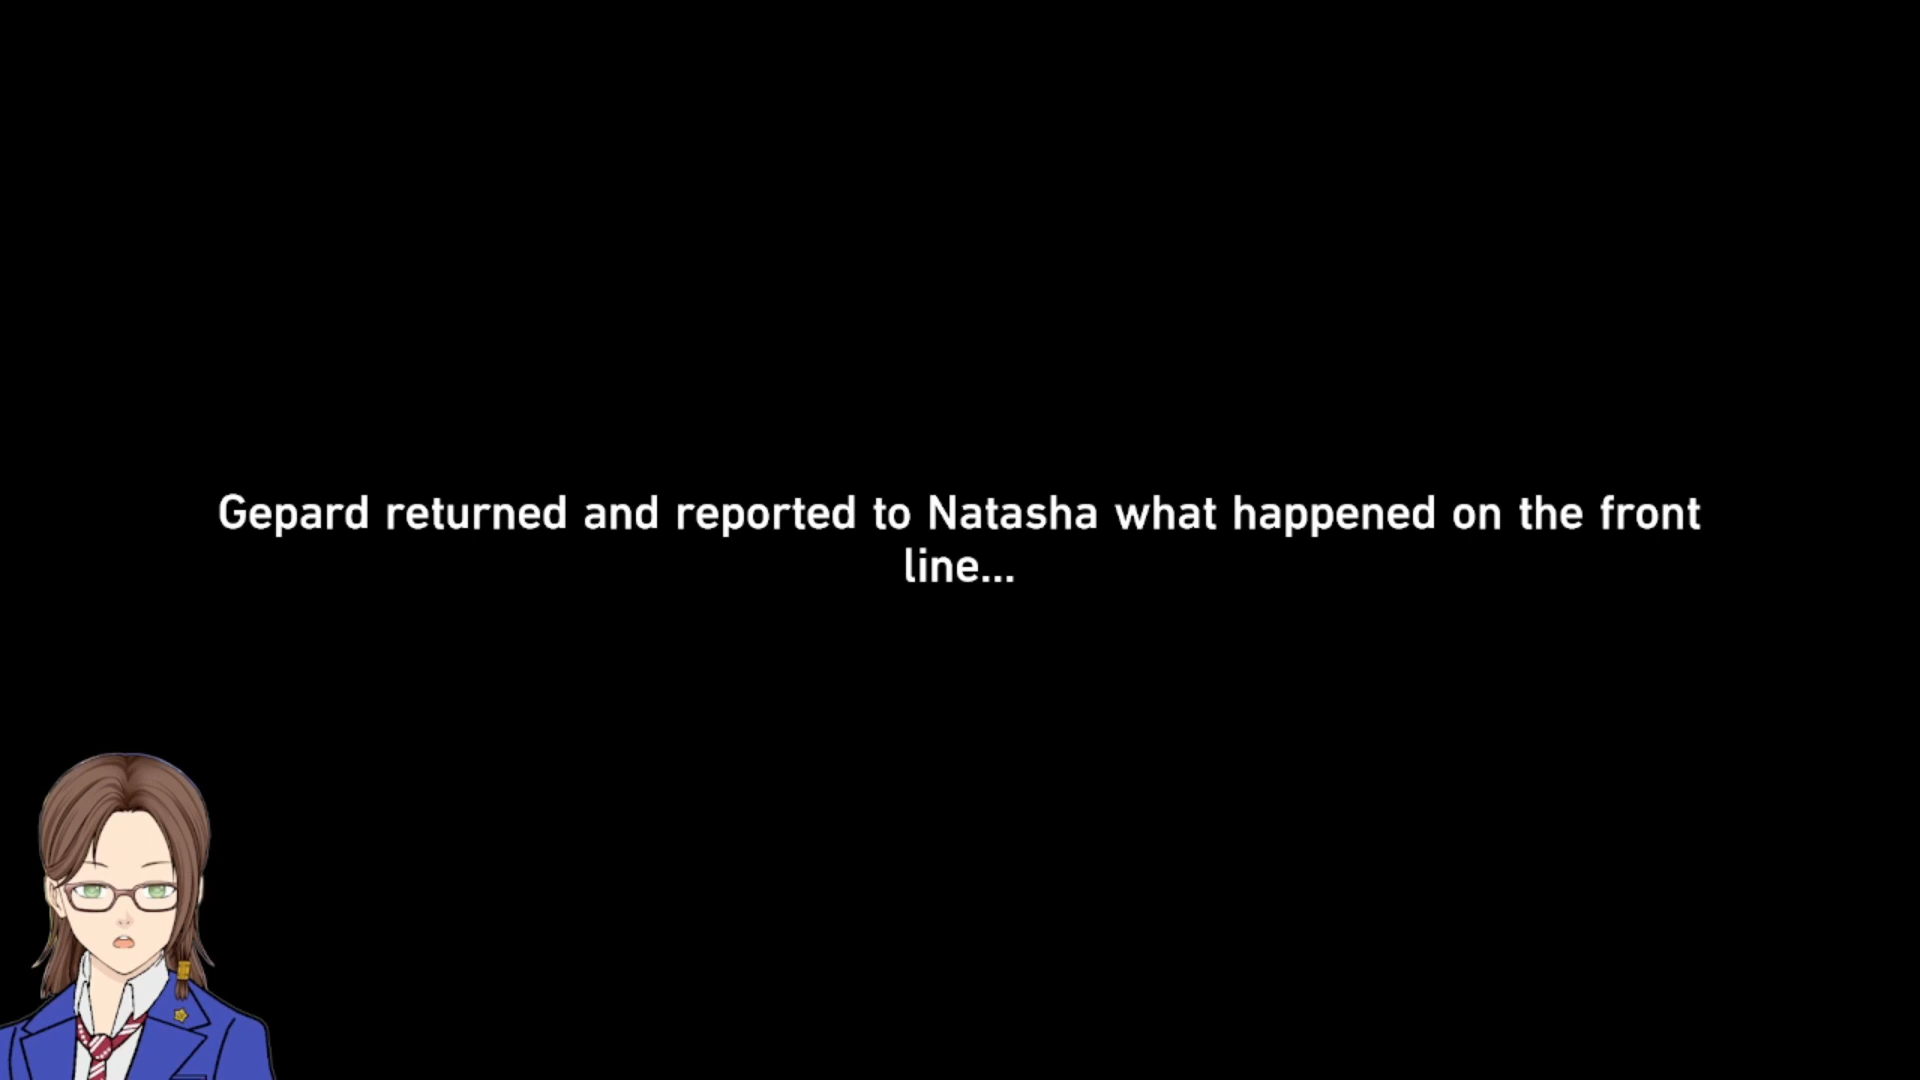 Gepard returned and reported to Natasha what happened on the front
line...